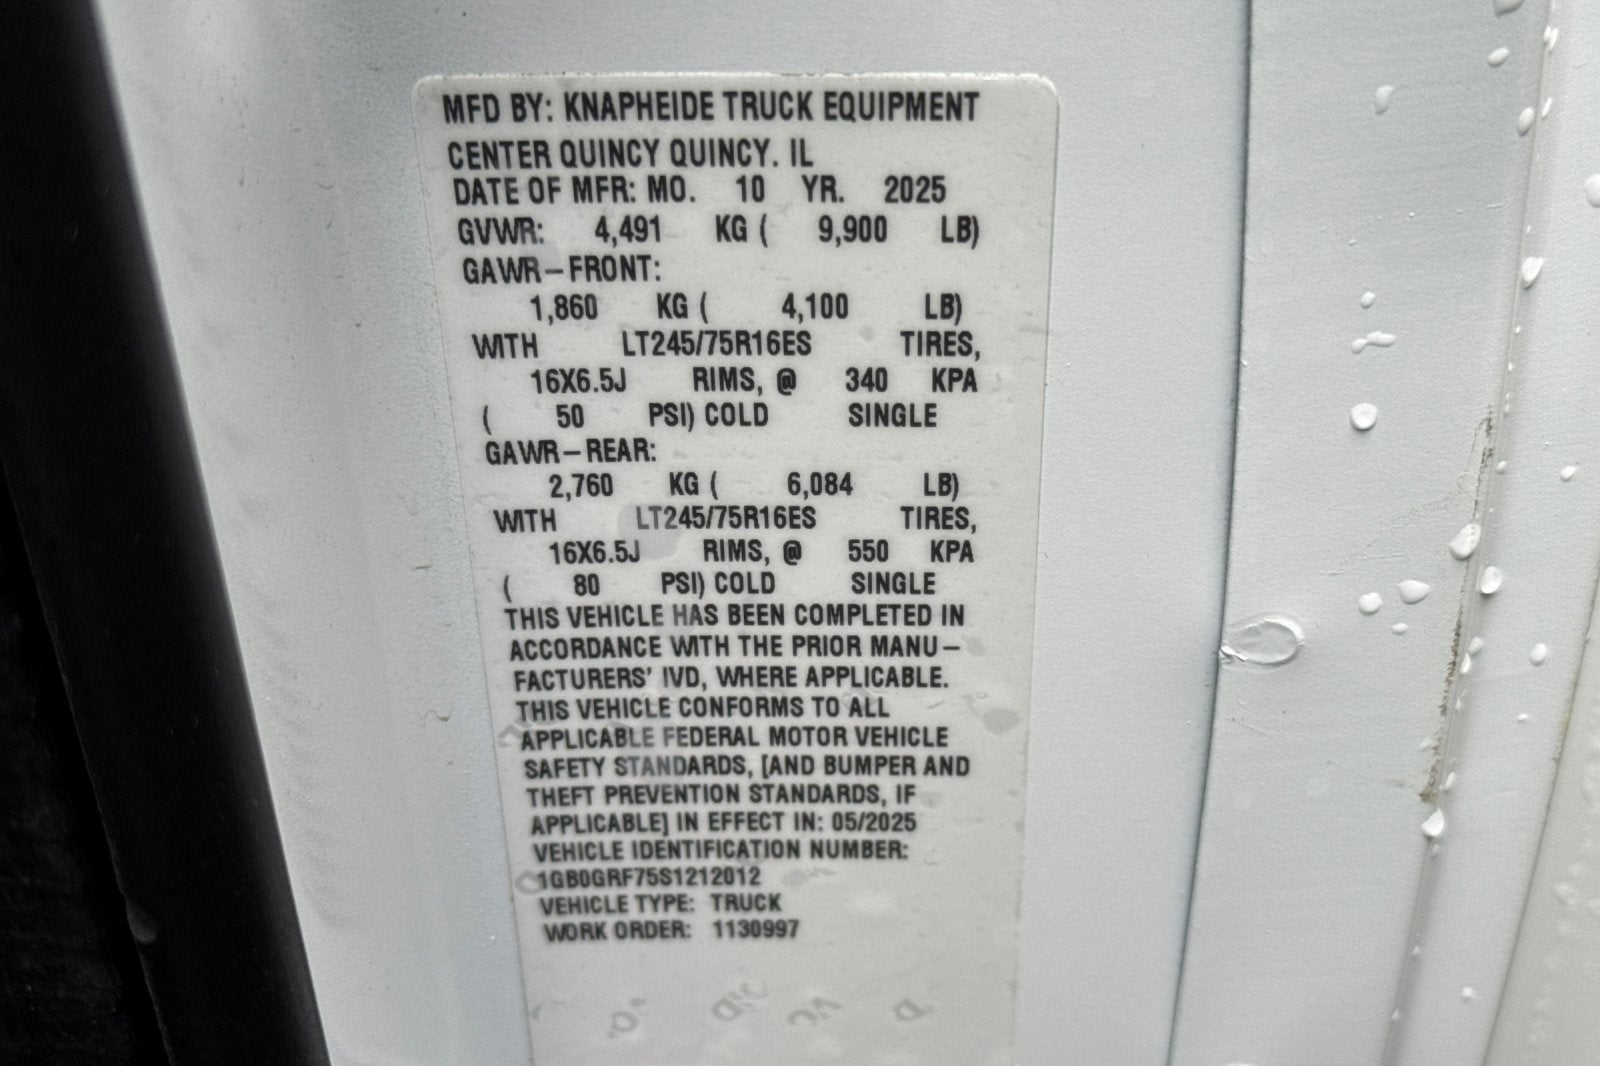 MFD BY: KNAPHEIDE TRUCK EQUIPMENT
CENTER QUINCY QUINCY. IL
DATE OF MFR: MO. 10 YR. 2025
GVWR: 4,491 KG ( 9,900 LB)
GAWR-FRONT:
1,860 KG ( 4,100 LB)
WITH LT245/75R16ES TIRES,
16X6.5J RIMS, @ 340 KPA
( 50 PSI) COLD SINGLE
GAWR-REAR:
2,760 KG ( 6,084 LB)
WITH LT245/75R16ES TIRES,
16X6.5J RIMS, @ 550 KPA
( 80 PSI) COLD SINGLE
THIS VEHICLE HAS BEEN COMPLETED IN
ACCORDANCE WITH THE PRIOR MANU-
FACTURERS' IVD, WHERE APPLICABLE.
THIS VEHICLE CONFORMS TO ALL
APPLICABLE FEDERAL MOTOR VEHICLE
SAFETY STANDARDS, [AND BUMPER AND
THEFT PREVENTION STANDARDS, IF
APPLICABLE] IN EFFECT IN: 05/2025
VEHICLE IDENTIFICATION NUMBER:
1GB0GRF75S1212012
VEHICLE TYPE: TRUCK
WORK ORDER: 1130997